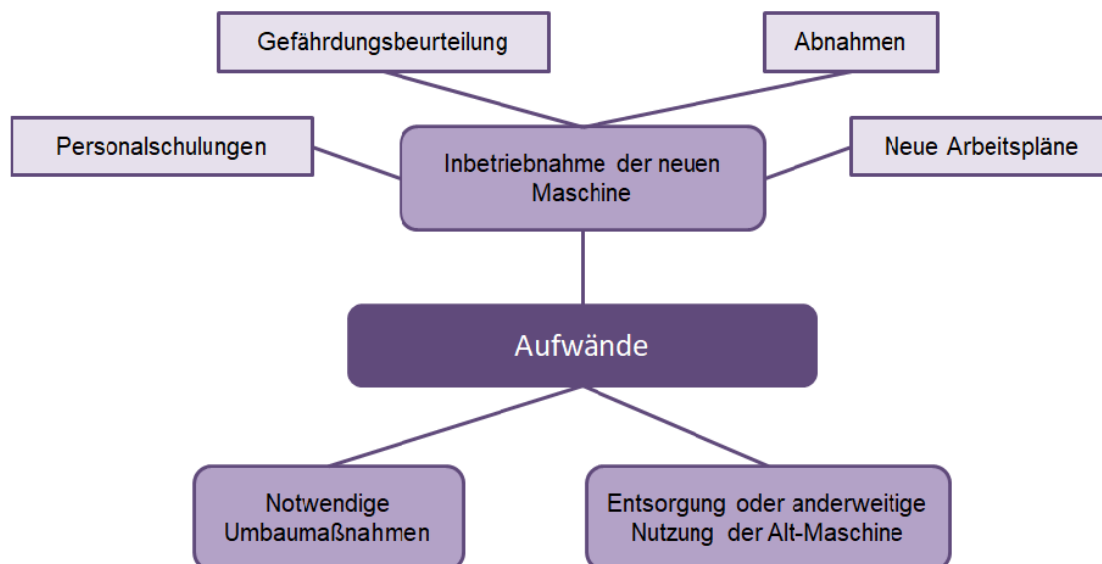 Gefährdungsbeurteilung
Abnahmen
Personalschulungen
Inbetriebnahme der neuen
Maschine
Neue Arbeitspläne
Aufwände
Notwendige
Umbaumaßnahmen
Entsorgung oder anderweitige
Nutzung der Alt-Maschine